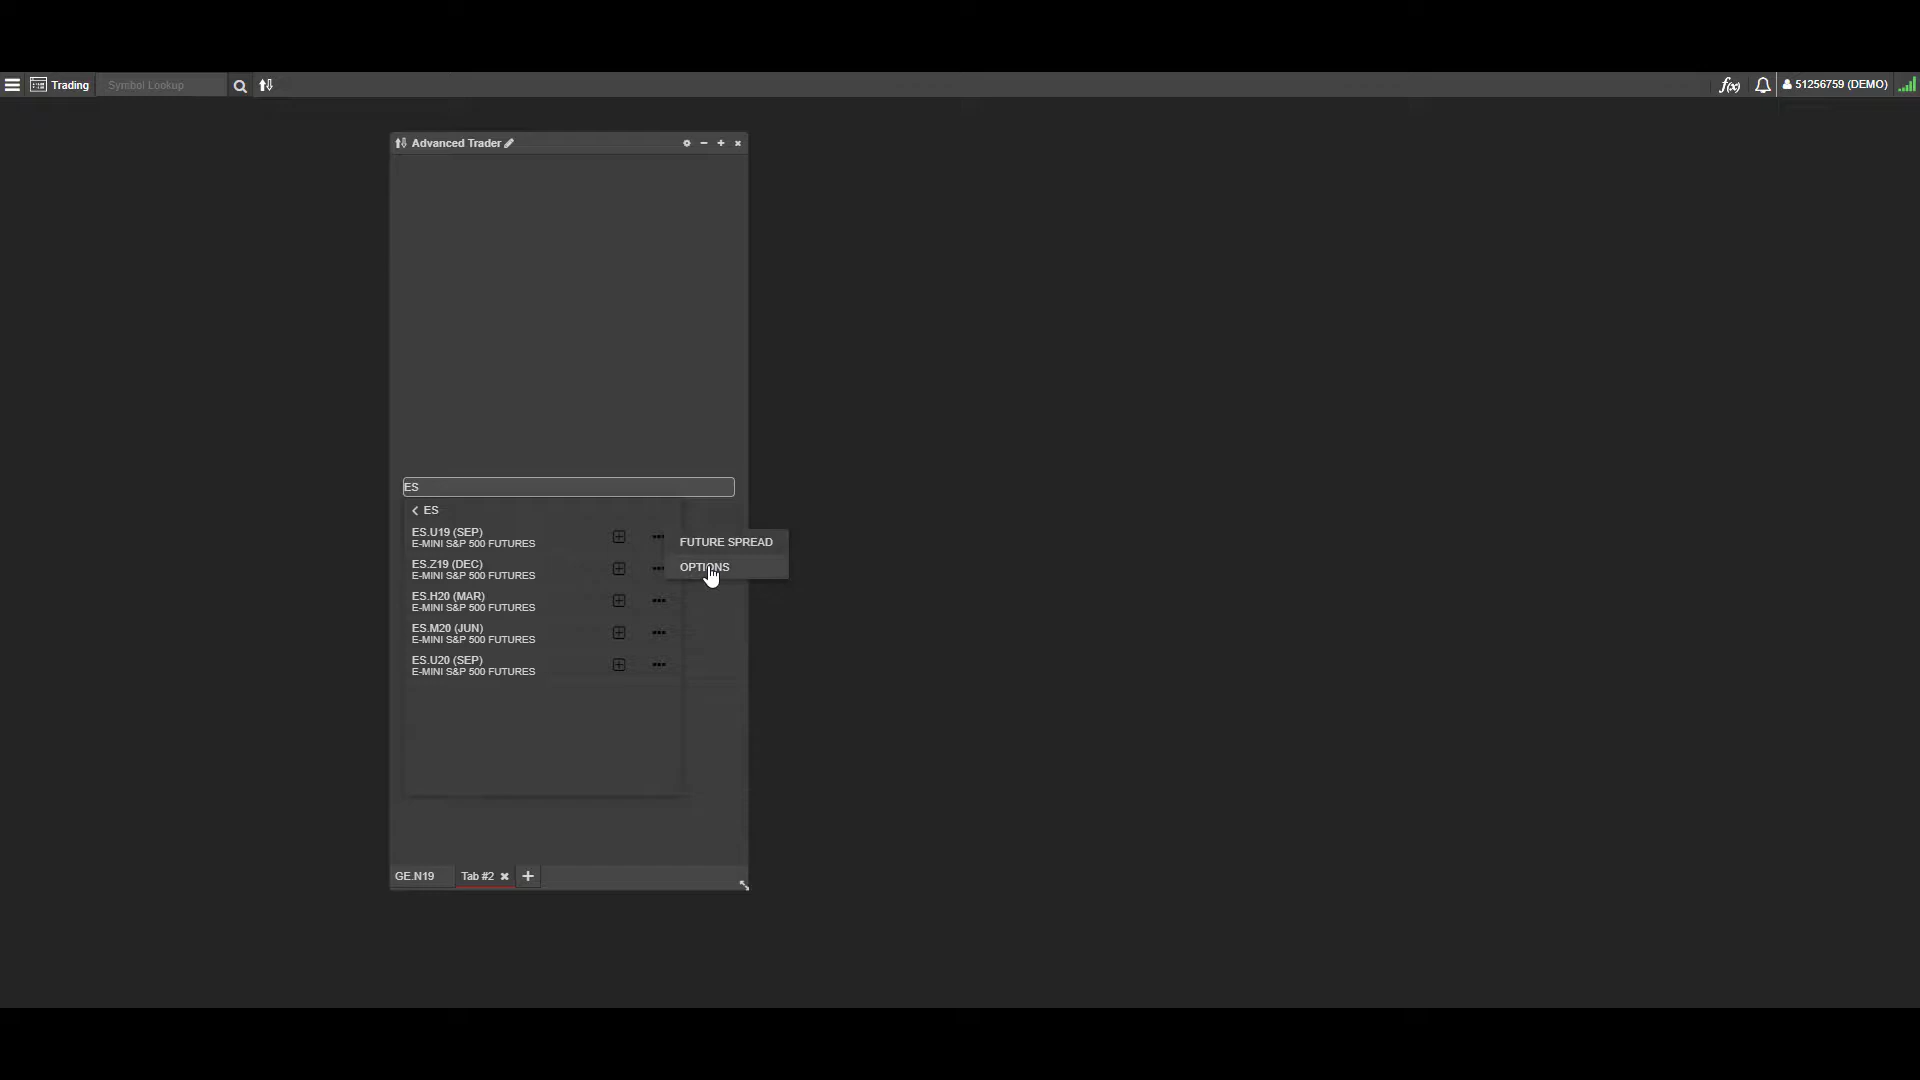 Trading
Symbol Lookup
f(x)
51256759 (DEMO)
Advanced Trader
ES
ES
ES.U19 (SEP)
E-MINI S&P 500 FUTURES
FUTURE SPREAD
OPTIONS
ES.Z19 (DEC)
E-MINI S&P 500 FUTURES
ES.H20 (MAR)
E-MINI S&P 500 FUTURES
ES.M20 (JUN)
E-MINI S&P 500 FUTURES
ES.U20 (SEP)
E-MINI S&P 500 FUTURES
GE.N19
Tab #2